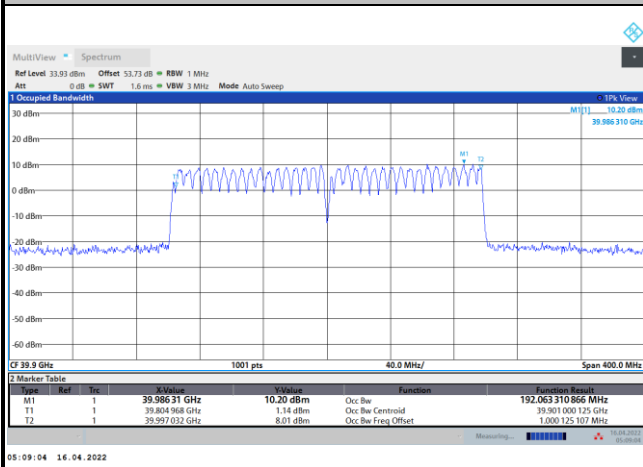 MultiView Spectrum
Ref Level 33.93 dBm Offset 53.73 dB RBW 1 MHz
Att 0 dB SWT 1.6 ms VBW 3 MHz Mode Auto Sweep
1 Occupied Bandwidth 1Pk View
M1[1] 10.20 dBm
39.986 310 GHz
30 dBm
20 dBm
10 dBm
M1
T2
T1
0 dBm
-10 dBm
-20 dBm
-30 dBm
-40 dBm
-50 dBm
-60 dBm
CF 39.9 GHz 1001 pts 40.0 MHz/ Span 400.0 MHz
2 Marker Table
Type Ref Trc X-Value Y-Value Function Function Result
M1 1 39.986 31 GHz 10.20 dBm Occ Bw 192.063 310 866 MHz
T1 1 39.804 968 GHz 1.14 dBm Occ Bw Centroid 39.901 000 125 GHz
T2 1 39.997 032 GHz 8.01 dBm Occ Bw Freq Offset 1.000 125 107 MHz
Measuring... 16.04.2022
05:09:04
05:09:04 16.04.2022